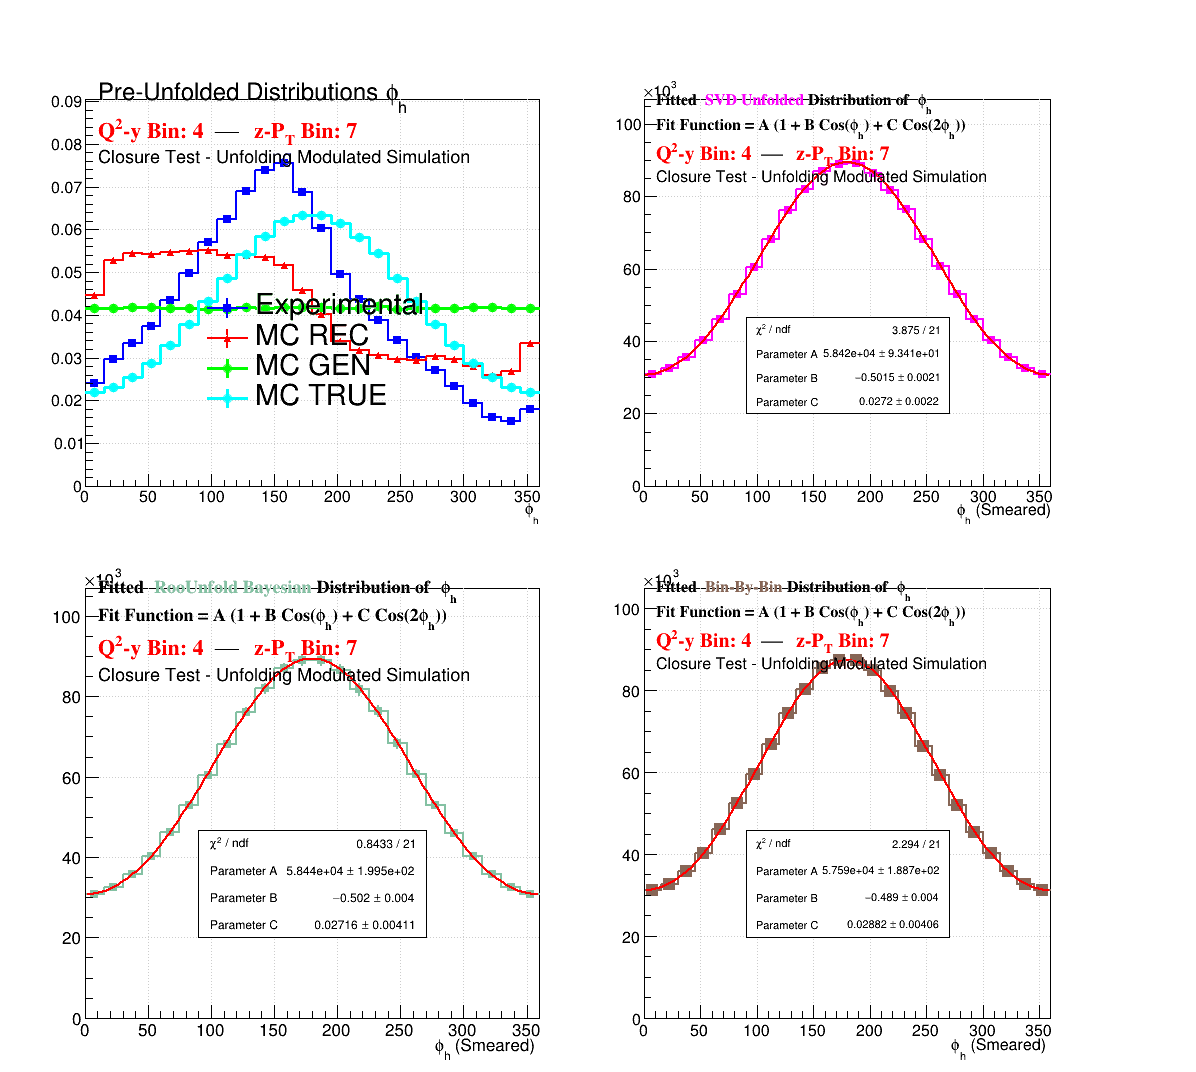 Pre-Unfolded Distributions ϕh
Q2-y Bin: 4 — z-PT Bin: 7
Closure Test - Unfolding Modulated Simulation
0.09
0.08
0.07
0.06
0.05
0.04
0.03
0.02
0.01
0
Experimental
MC REC
MC GEN
MC TRUE
0 50 100 150 200 250 300 350
ϕh
×10³
Fitted SVD Unfolded Distribution of ϕh
Fit Function = A (1 + B Cos(ϕh) + C Cos(2ϕh))
Q2-y Bin: 4 — z-PT Bin: 7
Closure Test - Unfolding Modulated Simulation
100
80
60
40
20
0
χ² / ndf 3.875 / 21
Parameter A 5.842e+04 ± 9.341e+01
Parameter B −0.5015 ± 0.0021
Parameter C 0.0272 ± 0.0022
0 50 100 150 200 250 300 350
ϕh (Smeared)
×10³
Fitted RooUnfold Bayesian Distribution of ϕh
Fit Function = A (1 + B Cos(ϕh) + C Cos(2ϕh))
Q2-y Bin: 4 — z-PT Bin: 7
Closure Test - Unfolding Modulated Simulation
100
80
60
40
20
0
χ² / ndf 0.8433 / 21
Parameter A 5.844e+04 ± 1.995e+02
Parameter B −0.502 ± 0.004
Parameter C 0.02716 ± 0.00411
0 50 100 150 200 250 300 350
ϕh (Smeared)
×10³
Fitted Bin-By-Bin Distribution of ϕh
Fit Function = A (1 + B Cos(ϕh) + C Cos(2ϕh))
Q2-y Bin: 4 — z-PT Bin: 7
Closure Test - Unfolding Modulated Simulation
100
80
60
40
20
0
χ² / ndf 2.294 / 21
Parameter A 5.759e+04 ± 1.887e+02
Parameter B −0.489 ± 0.004
Parameter C 0.02882 ± 0.00406
0 50 100 150 200 250 300 350
ϕh (Smeared)